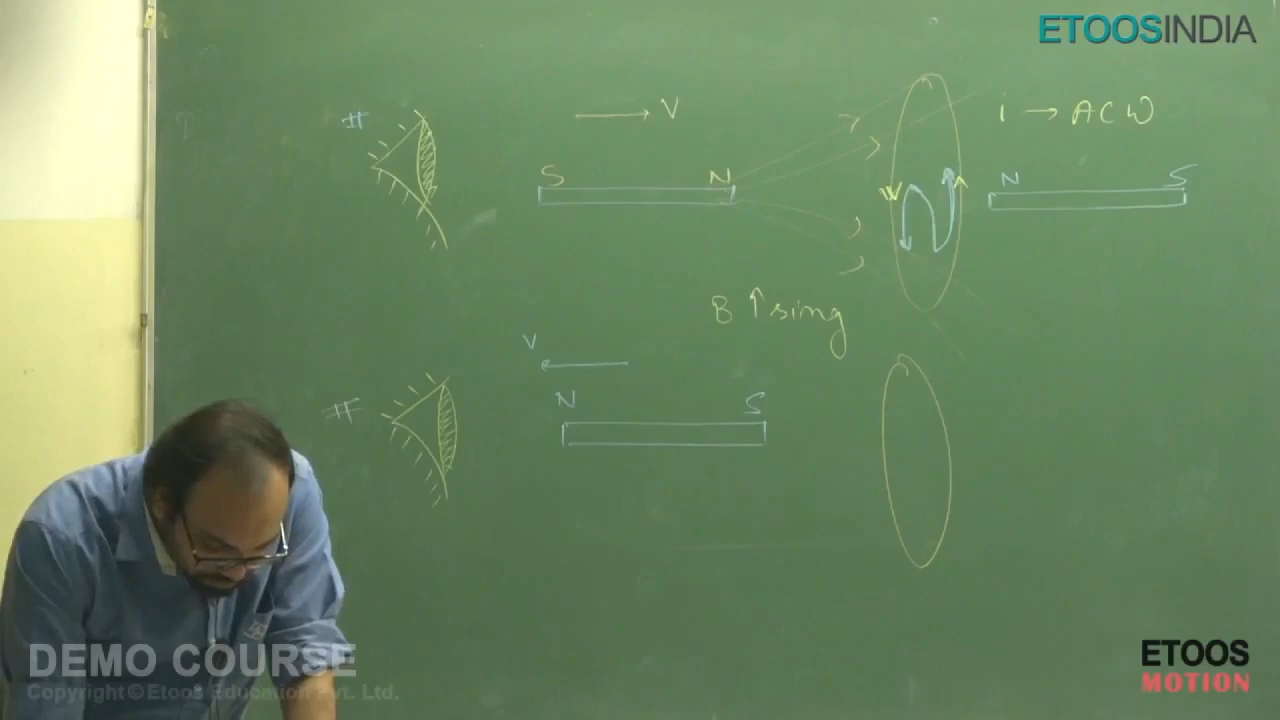 ETOOSINDIA
# → V i → ACW
S N N S
N
B ↑sing
V ←
#
N S
DEMO COURSE
Copyright © Etoos Education Pvt. Ltd.
ETOOS
MOTION